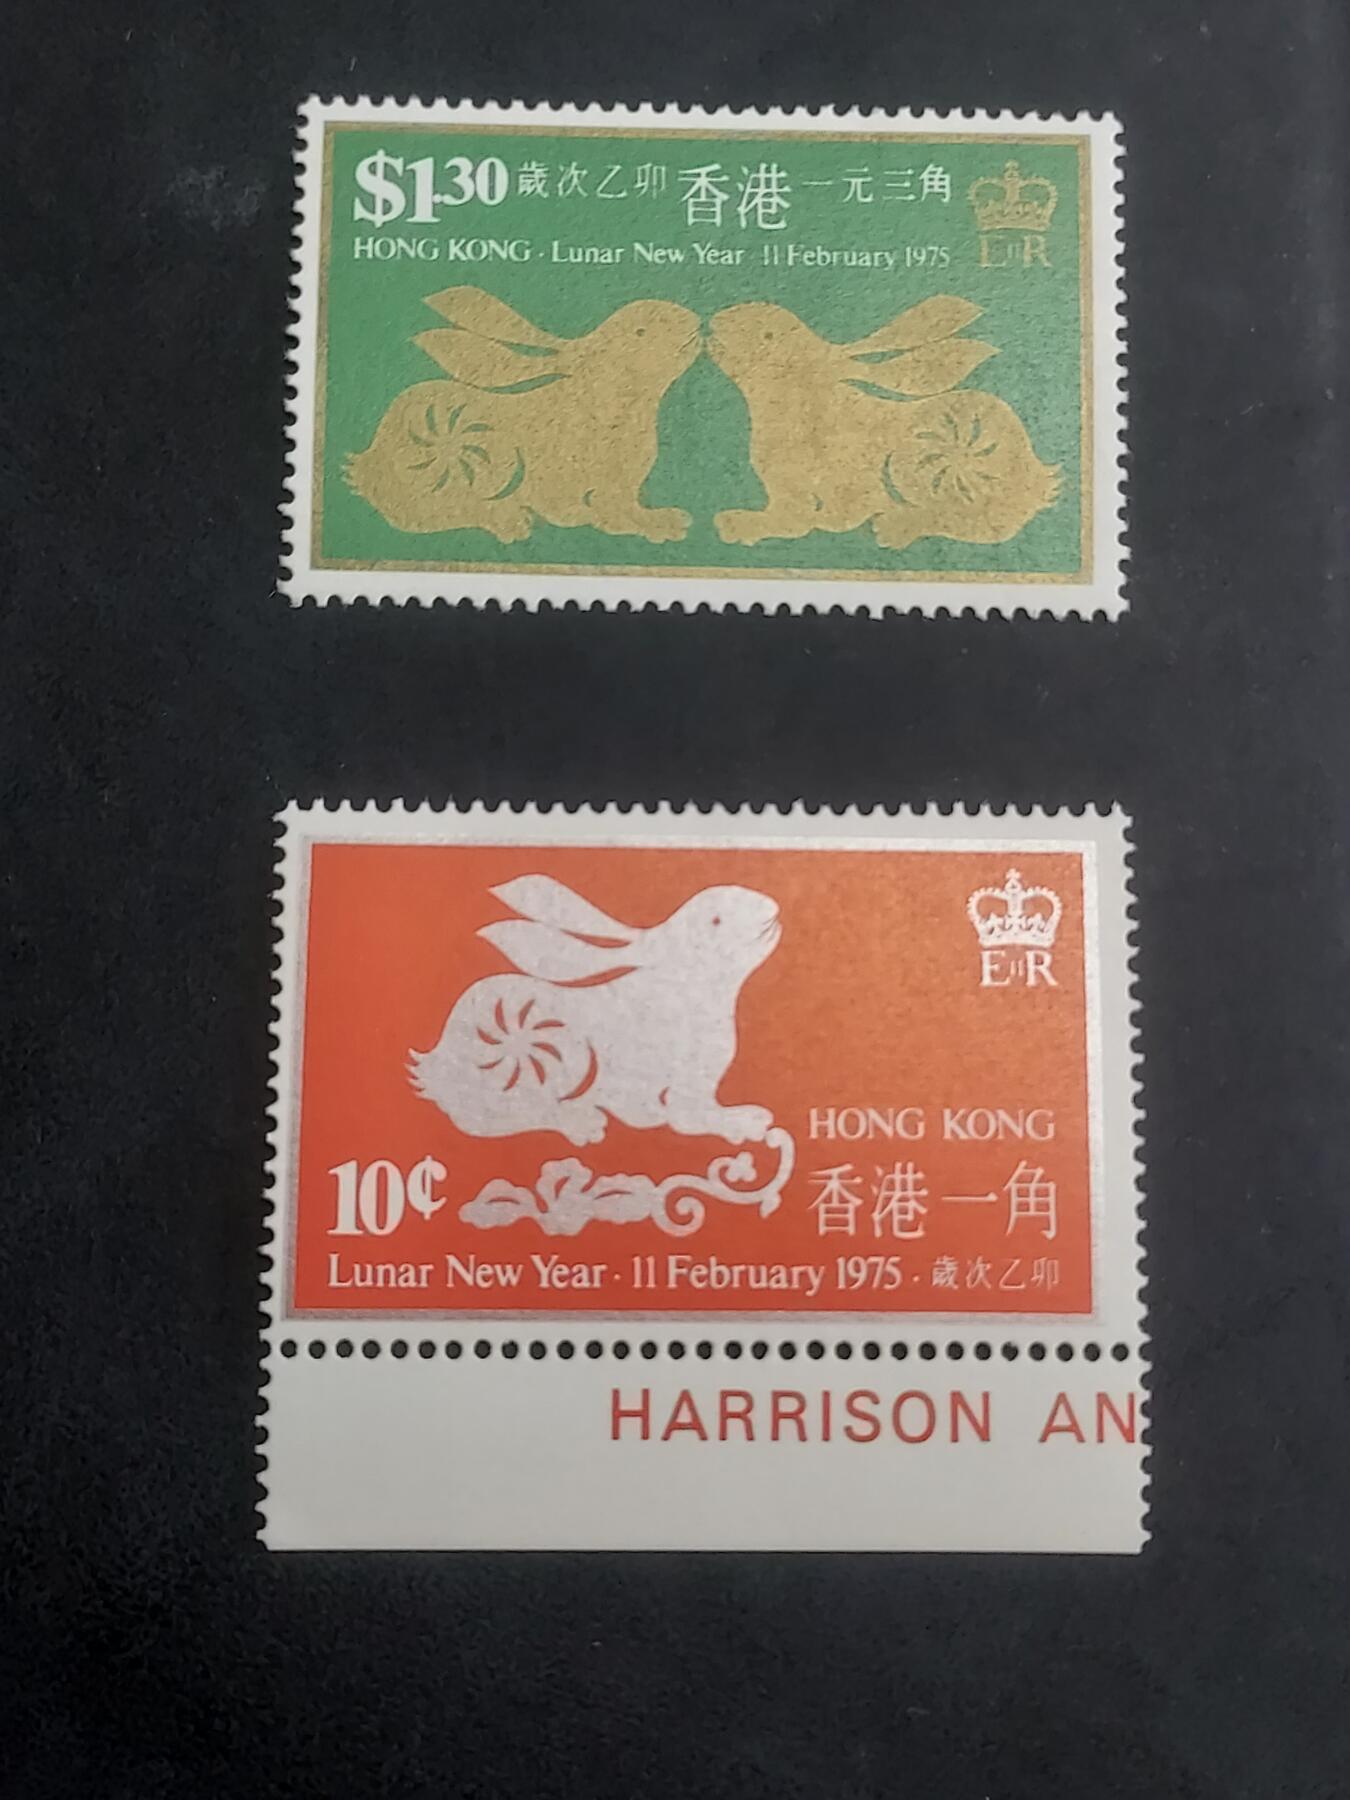 $1.30 歲次乙卯 香港 一元三角
HONG KONG · Lunar New Year 11 February 1975
EIIR
EIIR
HONG KONG
10¢ 香港一角
Lunar New Year · 11 February 1975 · 歲次乙卯
HARRISON AN